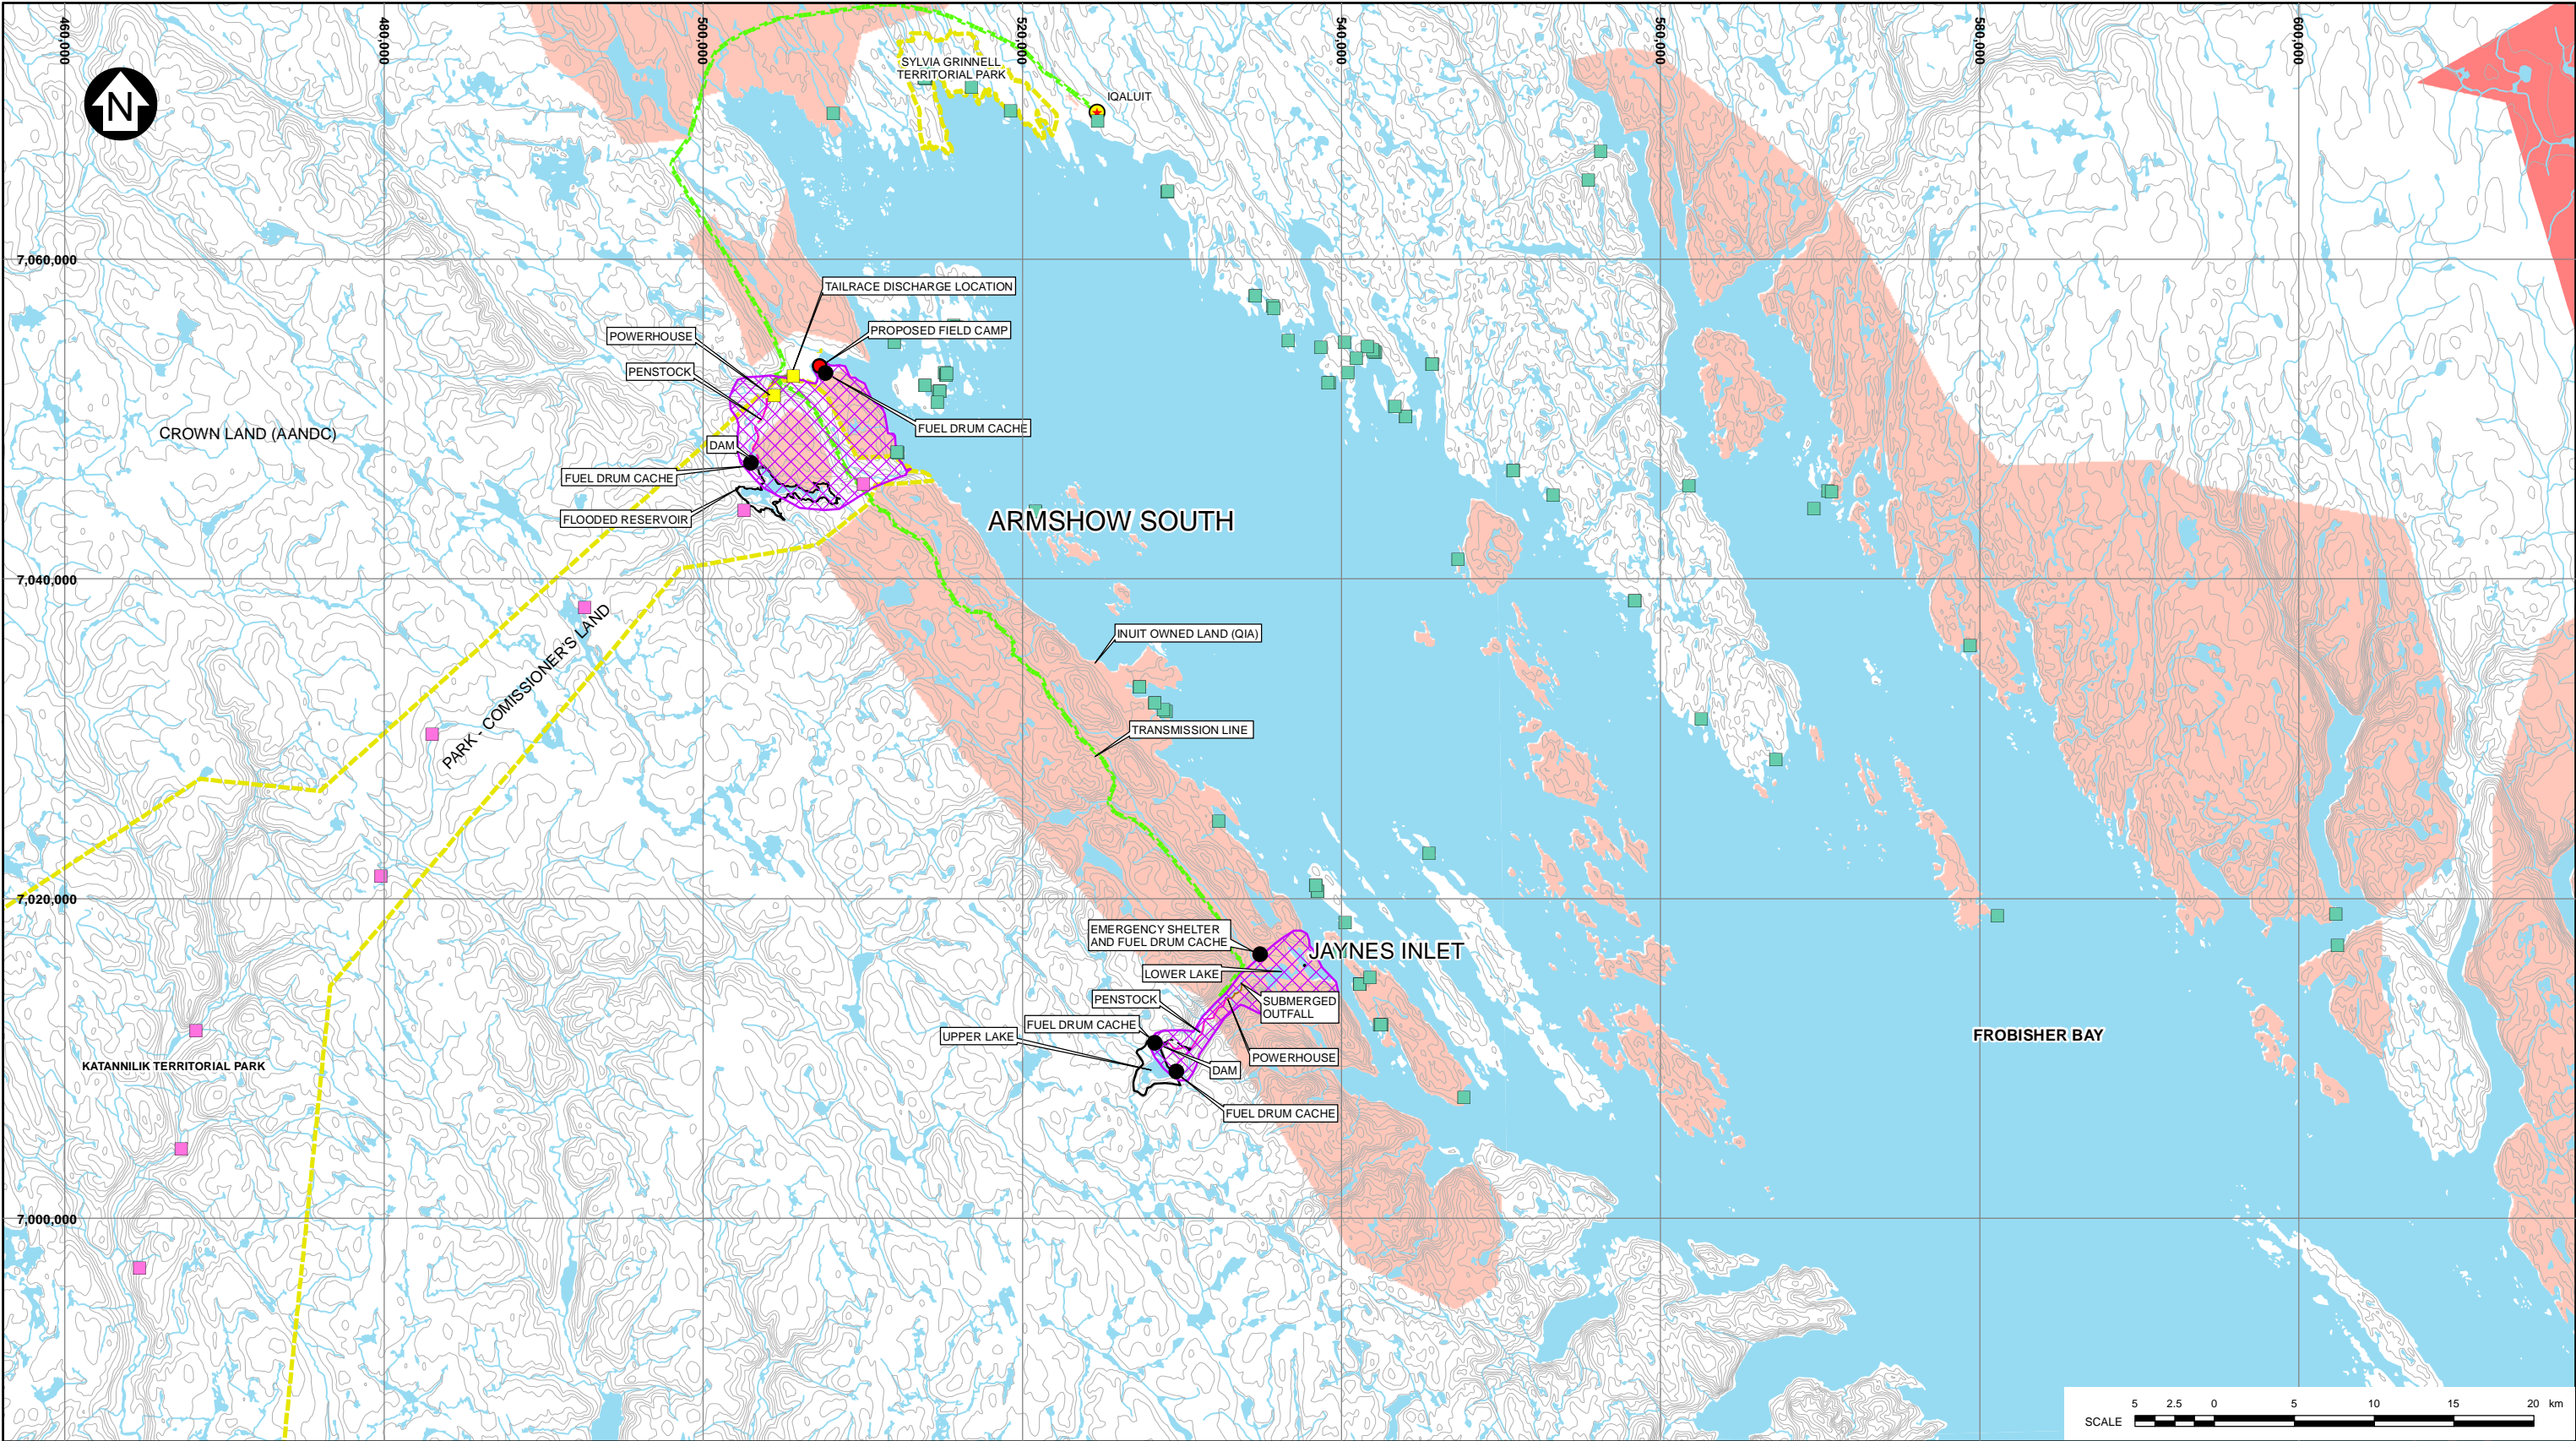 460,000
480,000
500,000
520,000
540,000
560,000
580,000
600,000
N
SYLVIA GRINNELL
TERRITORIAL PARK
IQALUIT
7,060,000
TAILRACE DISCHARGE LOCATION
PROPOSED FIELD CAMP
POWERHOUSE
PENSTOCK
FUEL DRUM CACHE
CROWN LAND (AANDC)
DAM
FUEL DRUM CACHE
FLOODED RESERVOIR
ARMSHOW SOUTH
7,040,000
PARK - COMISSIONER'S LAND
INUIT OWNED LAND (QIA)
TRANSMISSION LINE
7,020,000
EMERGENCY SHELTER
AND FUEL DRUM CACHE
JAYNES INLET
LOWER LAKE
PENSTOCK
SUBMERGED
OUTFALL
FUEL DRUM CACHE
UPPER LAKE
POWERHOUSE
DAM
FUEL DRUM CACHE
FROBISHER BAY
KATANNILIK TERRITORIAL PARK
7,000,000
5 2.5 0 5 10 15 20 km
SCALE